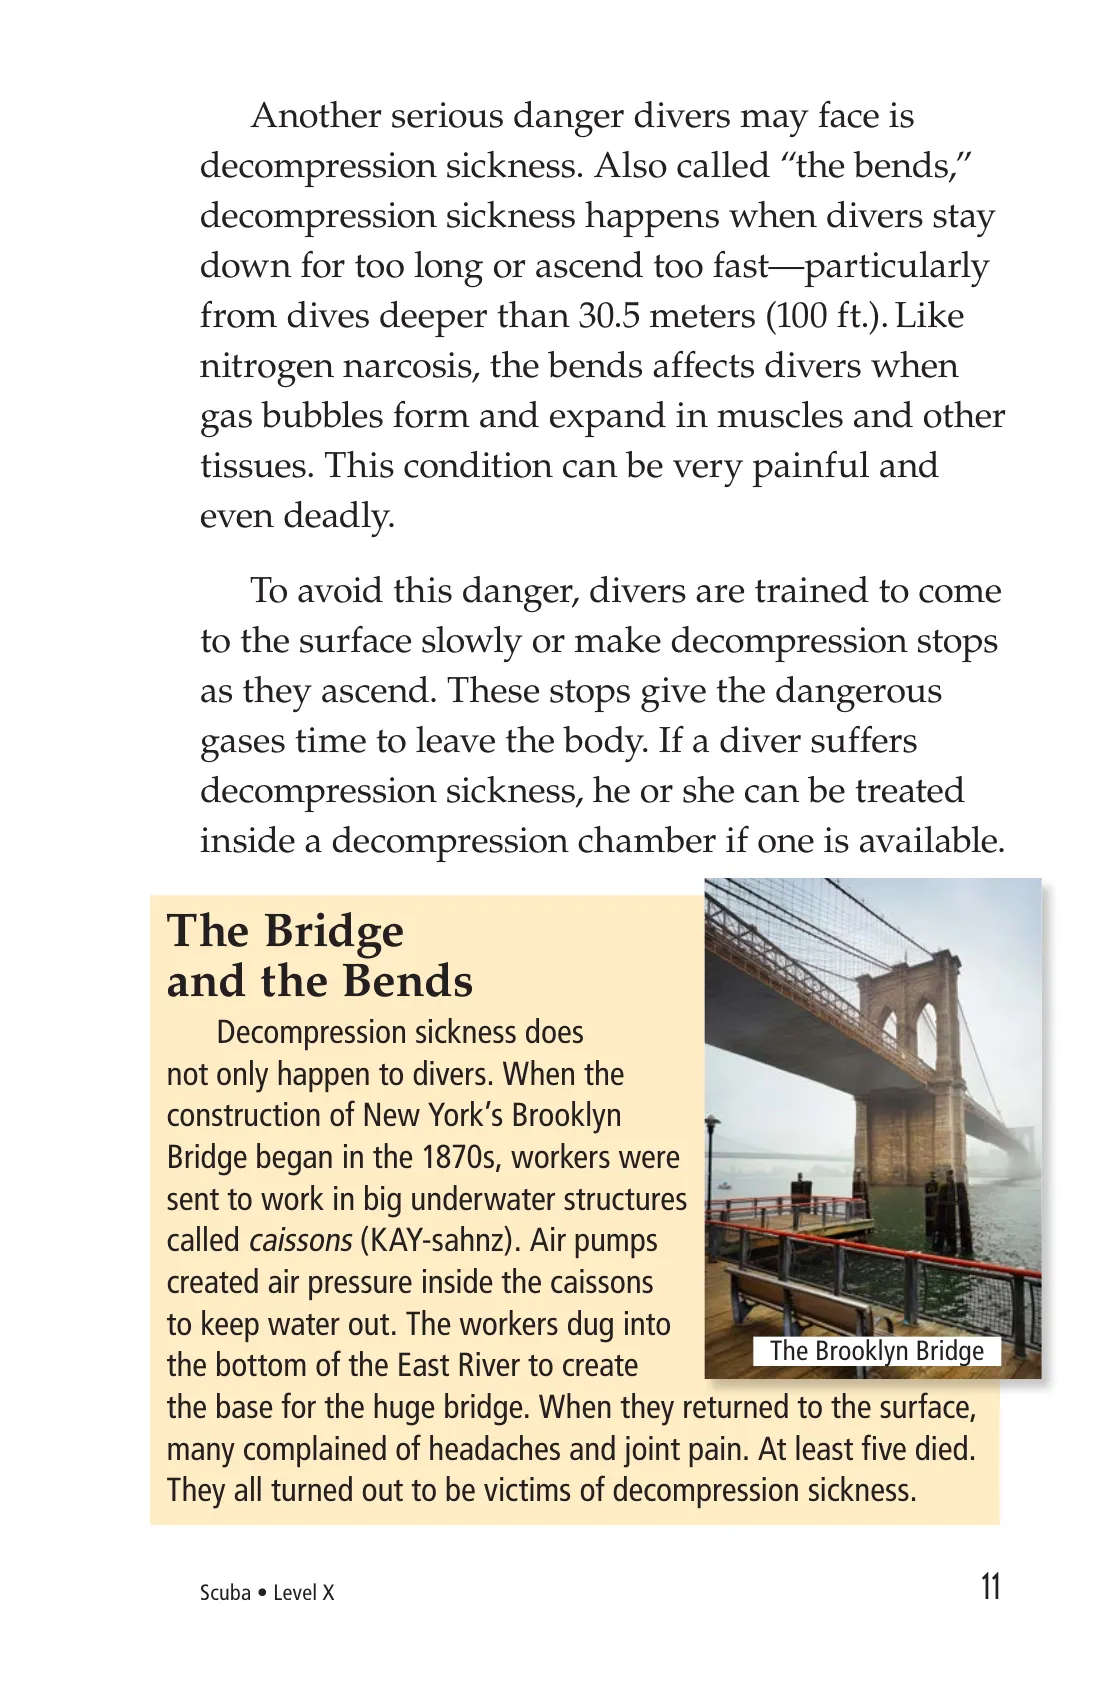 Another serious danger divers may face is
decompression sickness. Also called “the bends,”
decompression sickness happens when divers stay
down for too long or ascend too fast—particularly
from dives deeper than 30.5 meters (100 ft.). Like
nitrogen narcosis, the bends affects divers when
gas bubbles form and expand in muscles and other
tissues. This condition can be very painful and
even deadly.
To avoid this danger, divers are trained to come
to the surface slowly or make decompression stops
as they ascend. These stops give the dangerous
gases time to leave the body. If a diver suffers
decompression sickness, he or she can be treated
inside a decompression chamber if one is available.
The Bridge
and the Bends
Decompression sickness does
not only happen to divers. When the
construction of New York’s Brooklyn
Bridge began in the 1870s, workers were
sent to work in big underwater structures
called caissons (KAY-sahnz). Air pumps
created air pressure inside the caissons
to keep water out. The workers dug into
the bottom of the East River to create
the base for the huge bridge. When they returned to the surface,
many complained of headaches and joint pain. At least five died.
They all turned out to be victims of decompression sickness.
The Brooklyn Bridge
Scuba • Level X
11